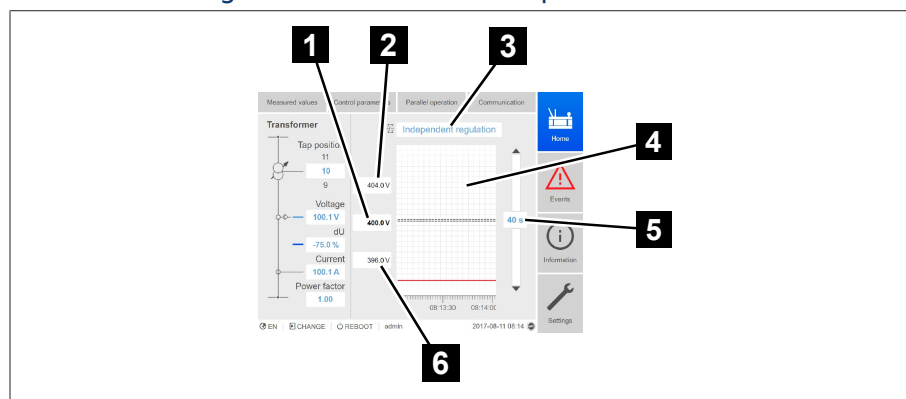 1
2
3
Measured values
Control parameters
Parallel operation
Communication
Transformer
Independent regulation
Home
Tap position
11
10
9
404.0 V
4
Events
Voltage
100.1 V
400.0 V
40 s
5
dU
-75.0 %
Information
Current
396.0 V
100.1 A
Power factor
1.00
08:13:30
08:14:00
Settings
EN
CHANGE
REBOOT
admin
2017-08-11 08:14
6